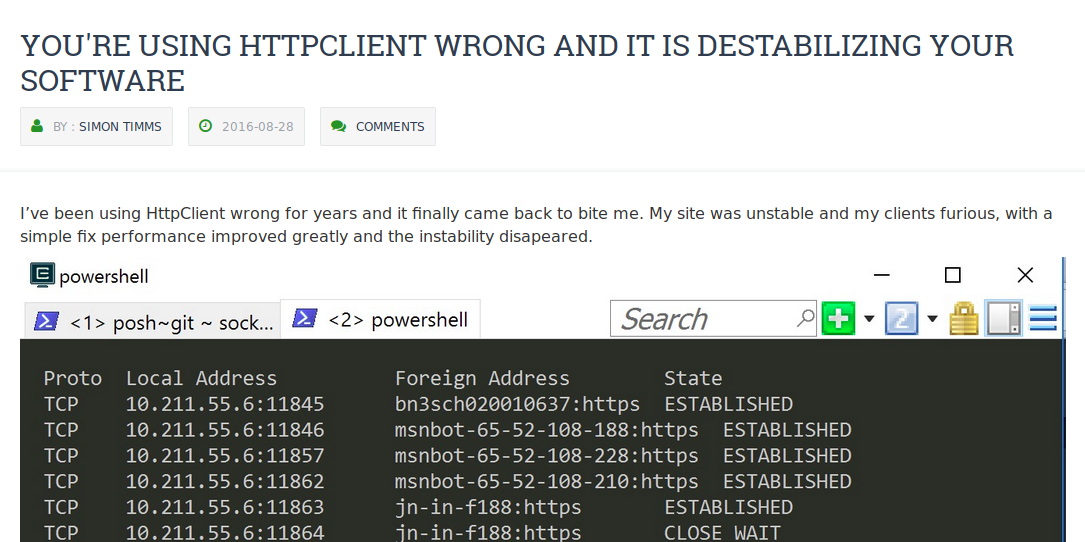 YOU'RE USING HTTPCLIENT WRONG AND IT IS DESTABILIZING YOUR
SOFTWARE
BY : SIMON TIMMS
2016-08-28
COMMENTS
I’ve been using HttpClient wrong for years and it finally came back to bite me. My site was unstable and my clients furious, with a
simple fix performance improved greatly and the instability disapeared.
powershell
<1> posh~git ~ sock...
<2> powershell
Search
2
Proto Local Address Foreign Address State
TCP 10.211.55.6:11845 bn3sch020010637:https ESTABLISHED
TCP 10.211.55.6:11846 msnbot-65-52-108-188:https ESTABLISHED
TCP 10.211.55.6:11857 msnbot-65-52-108-228:https ESTABLISHED
TCP 10.211.55.6:11862 msnbot-65-52-108-210:https ESTABLISHED
TCP 10.211.55.6:11863 jn-in-f188:https ESTABLISHED
TCP 10.211.55.6:11864 jn-in-f188:https CLOSE_WAIT